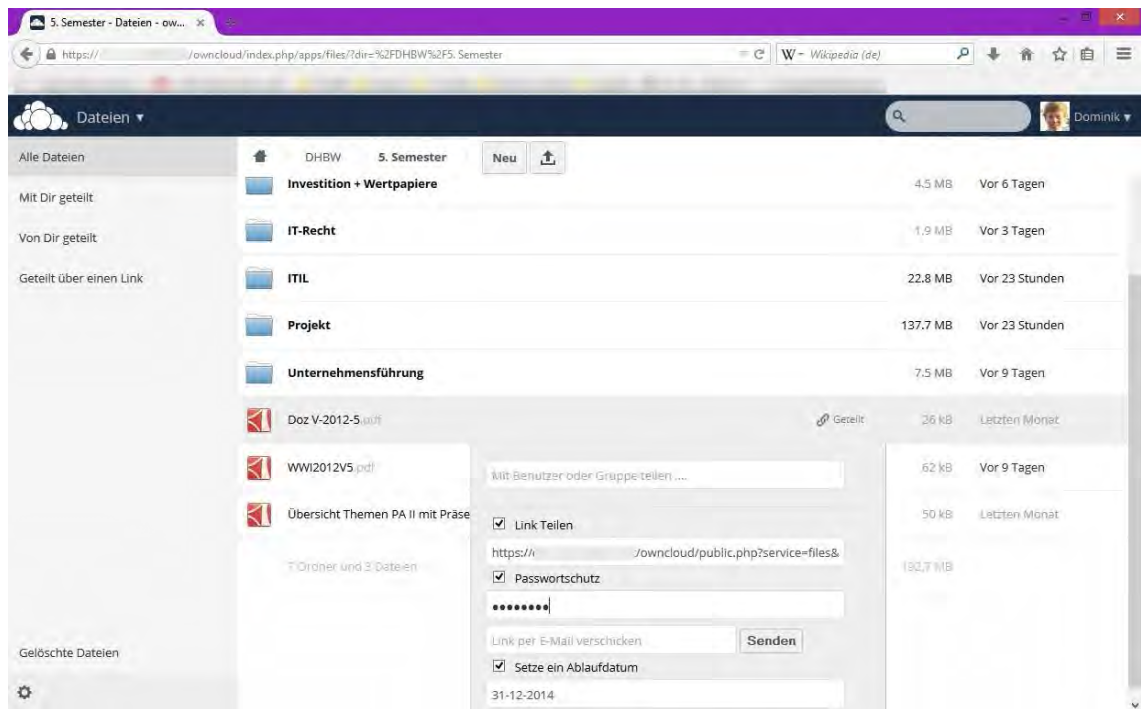 5. Semester - Dateien - ow... ×
https:// /owncloud/index.php/apps/files/?dir=%2FDHBW%2F5. Semester
W - Wikipedia (de)
Dateien ▾
Dominik ▾
Alle Dateien
Mit Dir geteilt
Von Dir geteilt
Geteilt über einen Link
DHBW 5. Semester Neu
Investition + Wertpapiere 4.5 MB Vor 6 Tagen
IT-Recht 1.9 MB Vor 3 Tagen
ITIL 22.8 MB Vor 23 Stunden
Projekt 137.7 MB Vor 23 Stunden
Unternehmensführung 7.5 MB Vor 9 Tagen
Doz V-2012-5.pdf Geteilt 26 kB Letzten Monat
WWI2012V5.pdf 62 kB Vor 9 Tagen
Übersicht Themen PA II mit Präse 50 kB Letzten Monat
7 Ordner und 3 Dateien 192,7 MB
Mit Benutzer oder Gruppe teilen ....
Link Teilen
https:// /owncloud/public.php?service=files&
Passwortschutz
••••••••
Link per E-Mail verschicken Senden
Setze ein Ablaufdatum
31-12-2014
Gelöschte Dateien